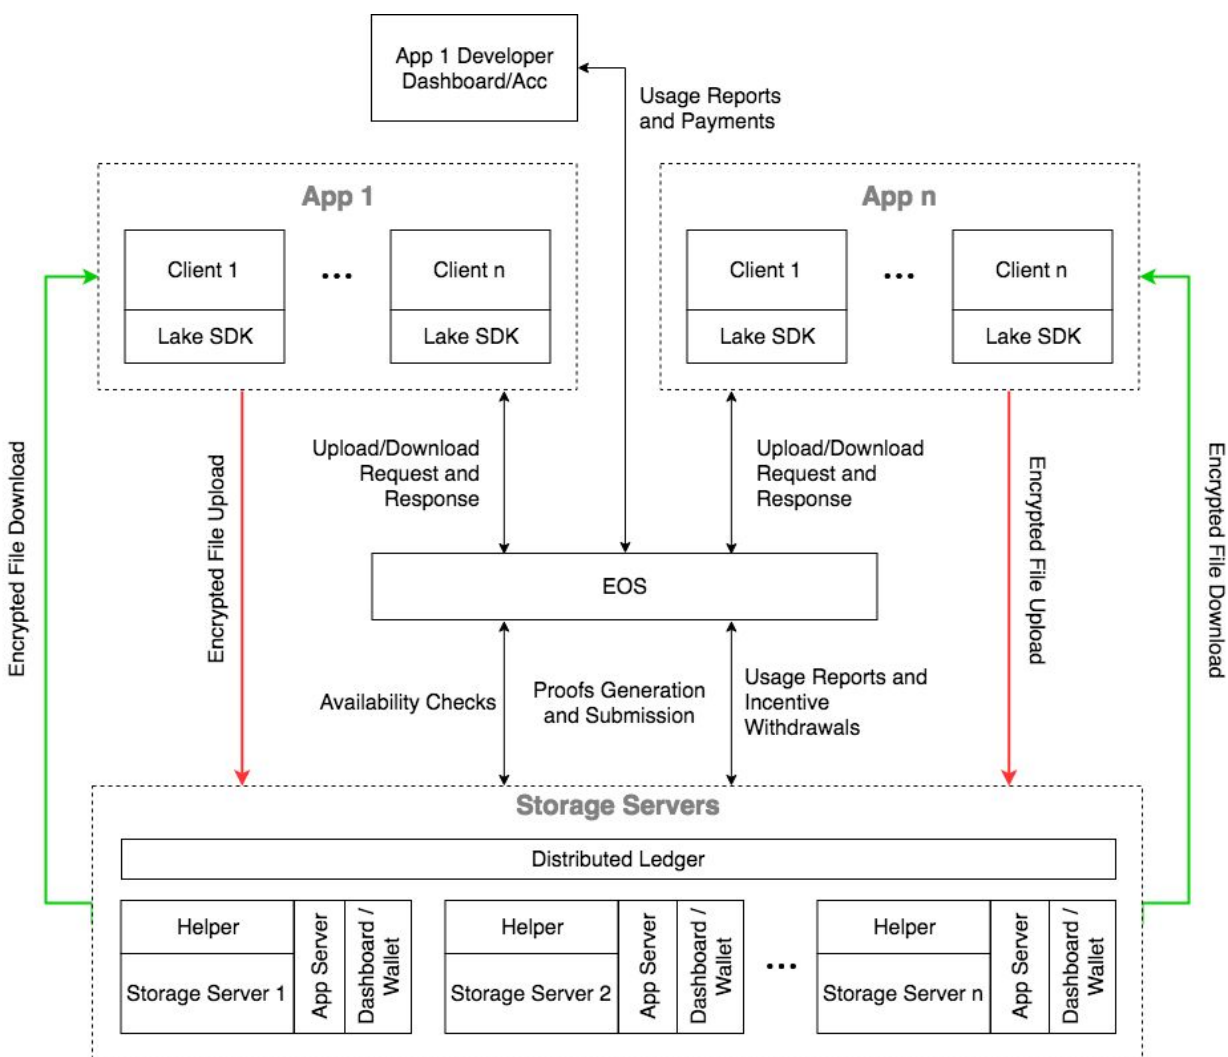 App 1 Developer
Dashboard/Acc
Usage Reports
and Payments
App 1
App n
Client 1
...
Client n
Client 1
...
Client n
Lake SDK
Lake SDK
Lake SDK
Lake SDK
Encrypted File Download
Encrypted File Upload
Upload/Download
Request and
Response
Upload/Download
Request and
Response
Encrypted File Upload
Encrypted File Download
EOS
Availability Checks
Proofs Generation
and Submission
Usage Reports and
Incentive
Withdrawals
Storage Servers
Distributed Ledger
Helper
Storage Server 1
App Server
Dashboard /
Wallet
Helper
Storage Server 2
App Server
Dashboard /
Wallet
...
Helper
Storage Server n
App Server
Dashboard /
Wallet